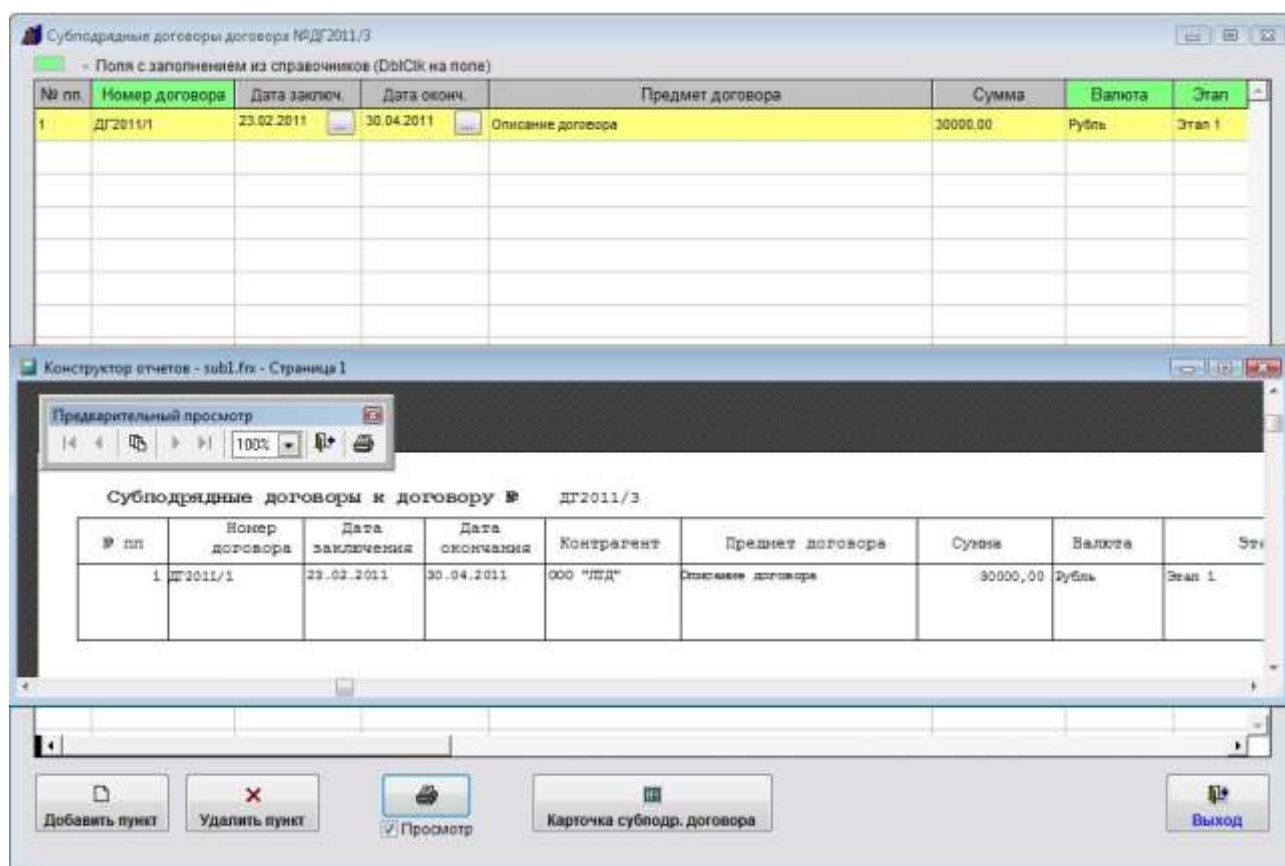 Субподрядные договоры договора №ДГ2011/3
- Поля с заполнением из справочников (DblClk на поле)
№ пп. Номер договора Дата заключ. Дата оконч. Предмет договора Сумма Валюта Этап
1 ДГ2011/1 23.02.2011 ... 30.04.2011 ... Описание договора 30000,00 Рубль Этап 1
Конструктор отчетов - sub1.frx - Страница 1
Предварительный просмотр
100%
Субподрядные договоры к договору № ДГ2011/3
№ пп Номер договора Дата заключения Дата окончания Контрагент Предмет договора Сумма Валюта Эта
1 ДГ2011/1 23.02.2011 30.04.2011 ООО "ЛТД" Описание договора 30000,00 Рубль Этап 1
Добавить пункт Удалить пункт Просмотр Карточка субподр. договора Выход